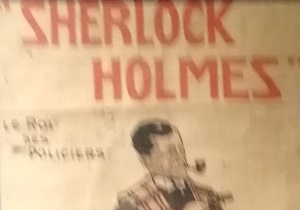 "SHERLOCK
HOLMES"
LE ROI
DES
POLICIERS